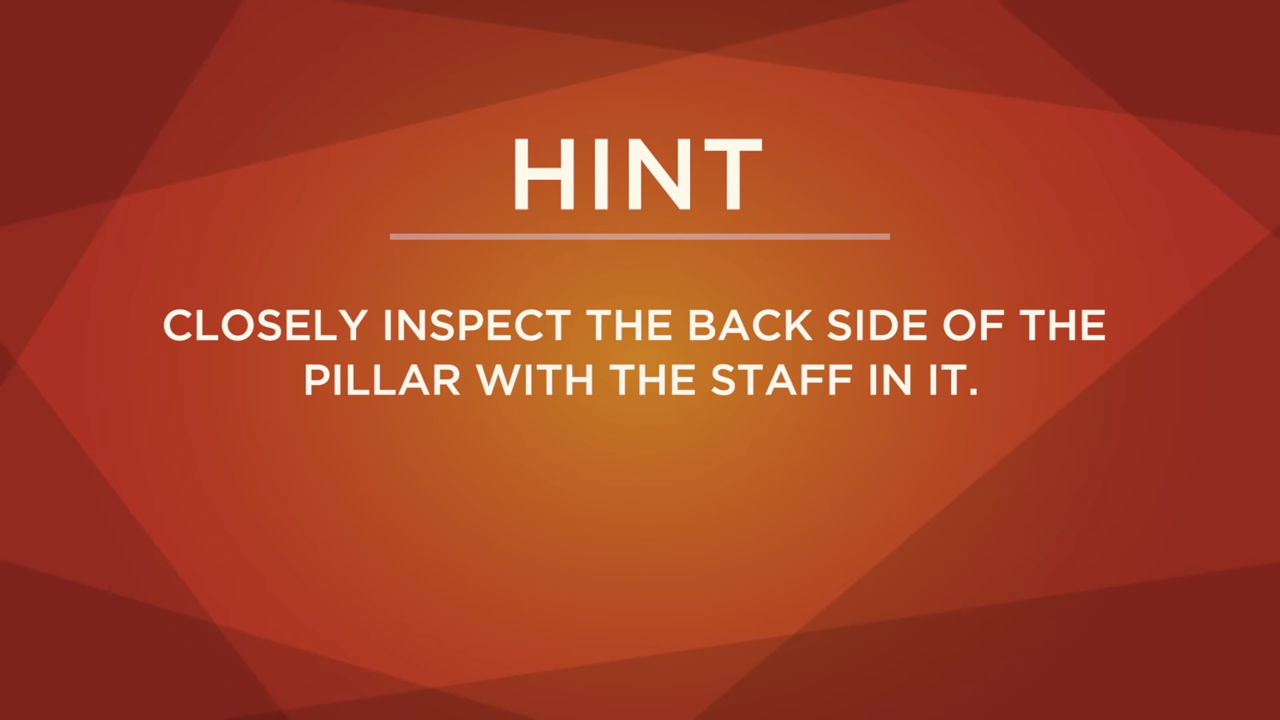 HINT
CLOSELY INSPECT THE BACK SIDE OF THE
PILLAR WITH THE STAFF IN IT.